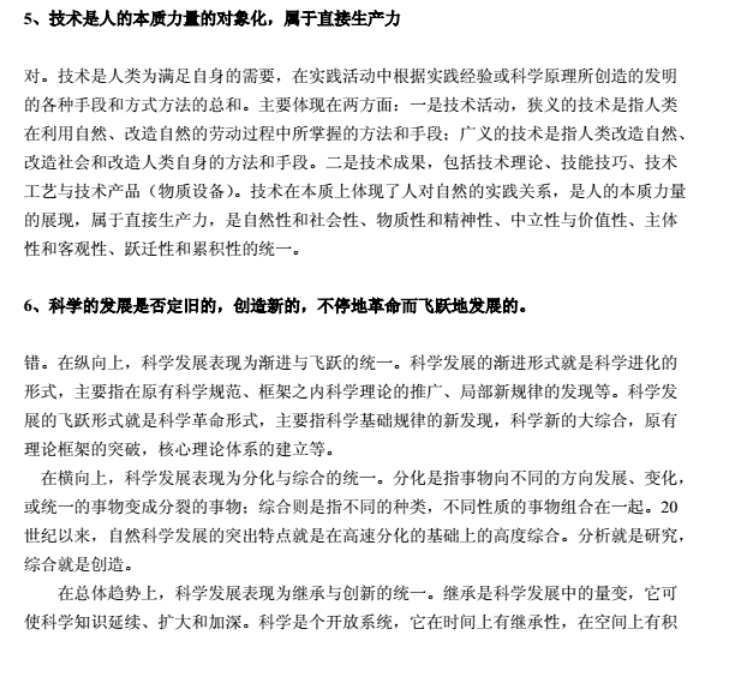 5、技术是人的本质力量的对象化，属于直接生产力
对。技术是人类为满足自身的需要，在实践活动中根据实践经验或科学原理所创造的发明
的各种手段和方式方法的总和。主要体现在两方面：一是技术活动，狭义的技术是指人类
在利用自然、改造自然的劳动过程中所掌握的方法和手段；广义的技术是指人类改造自然、
改造社会和改造人类自身的方法和手段。二是技术成果，包括技术理论、技能技巧、技术
工艺与技术产品（物质设备）。技术在本质上体现了人对自然的实践关系，是人的本质力量
的展现，属于直接生产力，是自然性和社会性、物质性和精神性、中立性与价值性、主体
性和客观性、跃迁性和累积性的统一。
6、科学的发展是否定旧的，创造新的，不停地革命而飞跃地发展的。
错。在纵向上，科学发展表现为渐进与飞跃的统一。科学发展的渐进形式就是科学进化的
形式，主要指在原有科学规范、框架之内科学理论的推广、局部新规律的发现等。科学发
展的飞跃形式就是科学革命形式，主要指科学基础规律的新发现，科学新的大综合，原有
理论框架的突破，核心理论体系的建立等。
在横向上，科学发展表现为分化与综合的统一。分化是指事物向不同的方向发展、变化，
或统一的事物变成分裂的事物；综合则是指不同的种类，不同性质的事物组合在一起。20
世纪以来，自然科学发展的突出特点就是在高速分化的基础上的高度综合。分析就是研究，
综合就是创造。
在总体趋势上，科学发展表现为继承与创新的统一。继承是科学发展中的量变，它可
使科学知识延续、扩大和加深。科学是个开放系统，它在时间上有继承性，在空间上有积